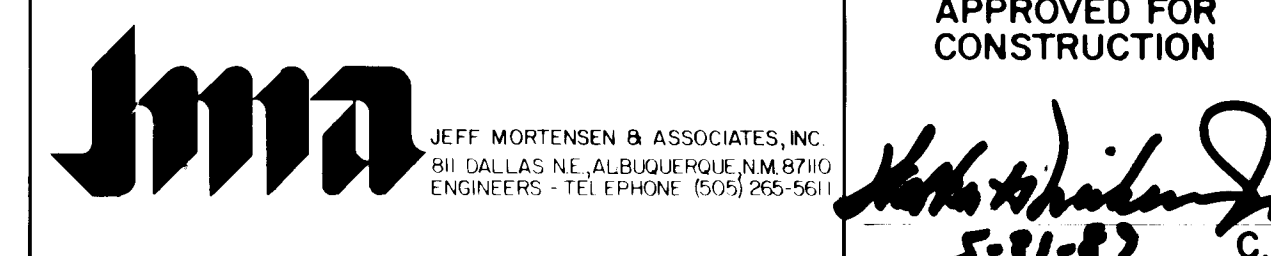 jma
JEFF MORTENSEN & ASSOCIATES, INC.
811 DALLAS N.E., ALBUQUERQUE, N.M. 87110
ENGINEERS - TELEPHONE (505) 265-5611
APPROVED FOR
CONSTRUCTION
C.